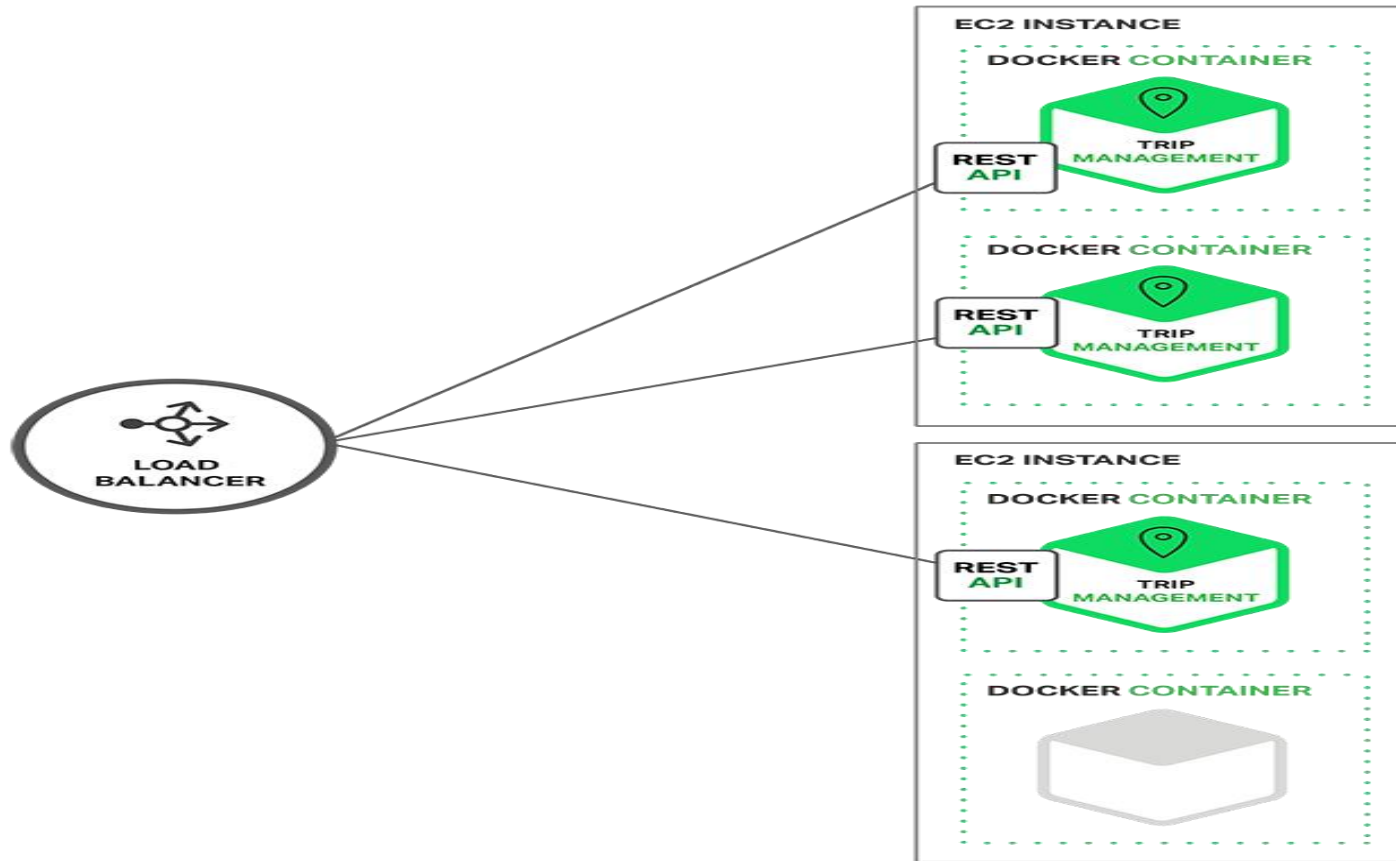 EC2 INSTANCE
DOCKER CONTAINER
TRIP
MANAGEMENT
REST
API
DOCKER CONTAINER
TRIP
MANAGEMENT
REST
API
LOAD
BALANCER
EC2 INSTANCE
DOCKER CONTAINER
TRIP
MANAGEMENT
REST
API
DOCKER CONTAINER